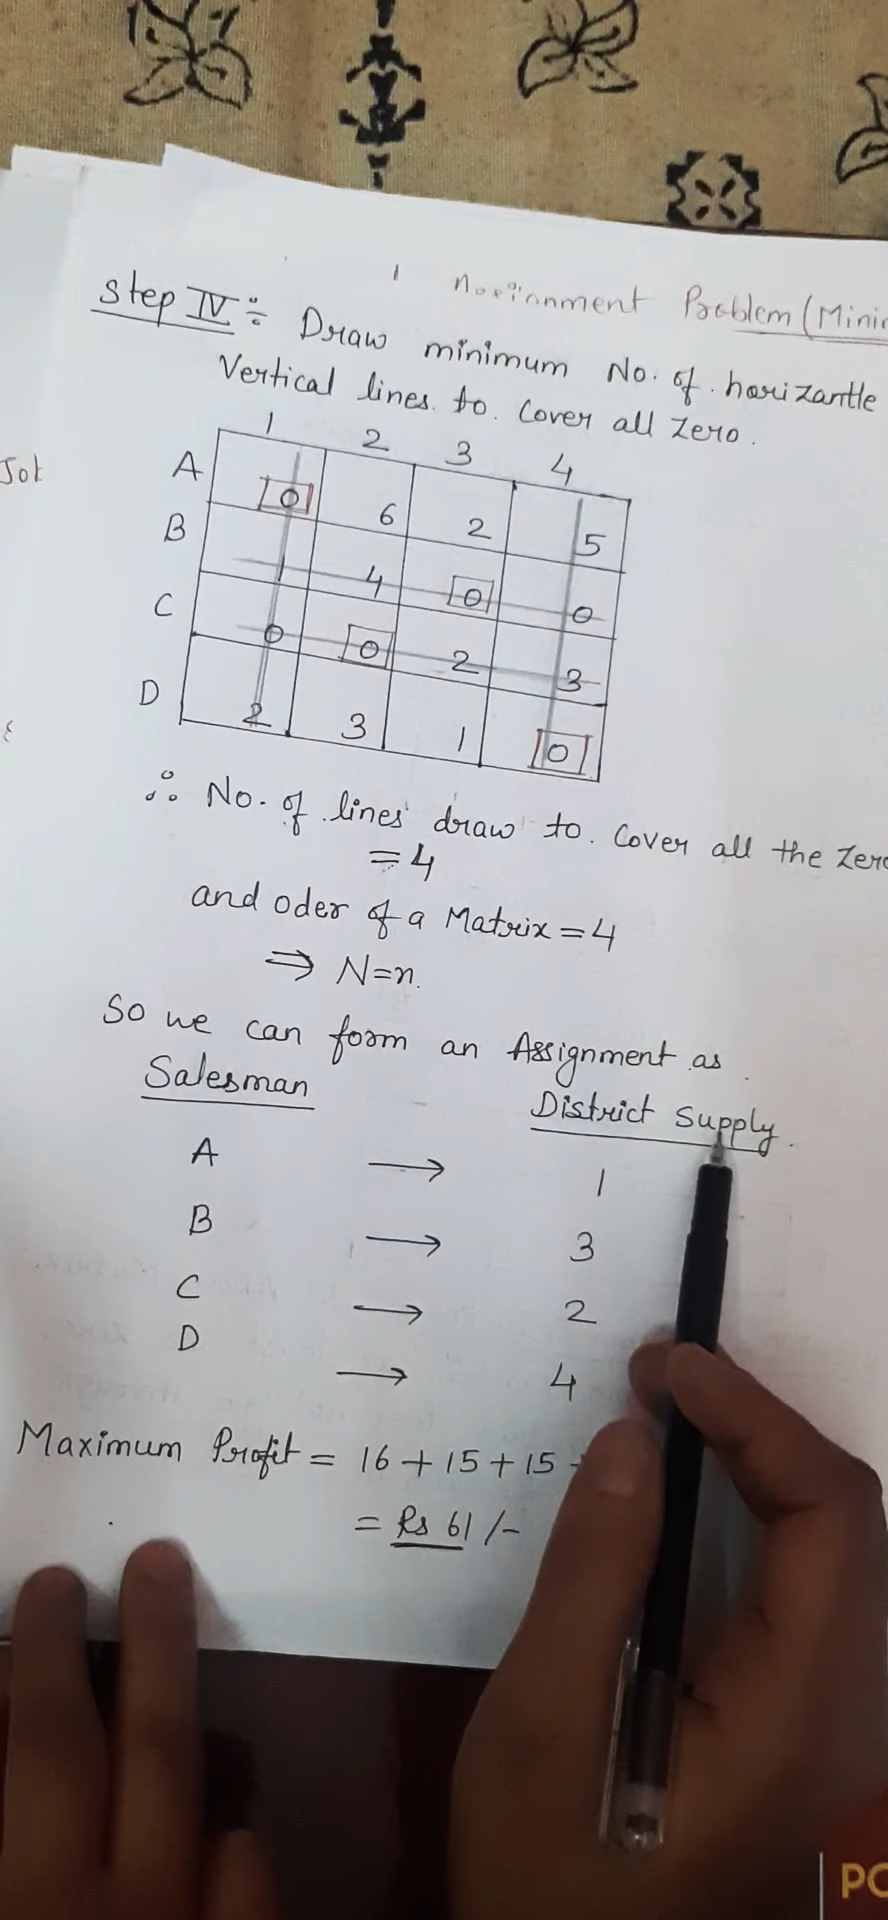 Problem (Mini
Step IV ÷ Draw minimum No. of. horizantle
Vertical lines. to. Cover all Zero.
1 2 3 4
A 0 6 2 5
B 1 4 0 0
C 0 0 2 3
D 2 3 1 0
∴ No. of. lines draw to. Cover all the Zero
= 4
and oder of a Matrix = 4
⇒ N=n.
So we can form an Assignment as.
Salesman District Supply.
A → 1
B → 3
C → 2
D → 4
Maximum Profit = 16 + 15 + 15
= Rs 61/-
PC